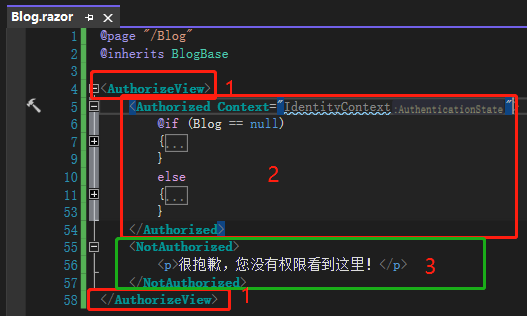 Blog.razor
1 @page "/Blog"
2 @inherits BlogBase
3
4 <AuthorizeView> 1
5 <Authorized Context="IdentityContext :AuthenticationState "
6 @if (Blog == null)
7 {...
10 }
10 else
11 {...
53 }
54 </Authorized>
55 <NotAuthorized>
56 <p>很抱歉，您没有权限看到这里！</p>
57 </NotAuthorized>
58 </AuthorizeView> 1
2
3